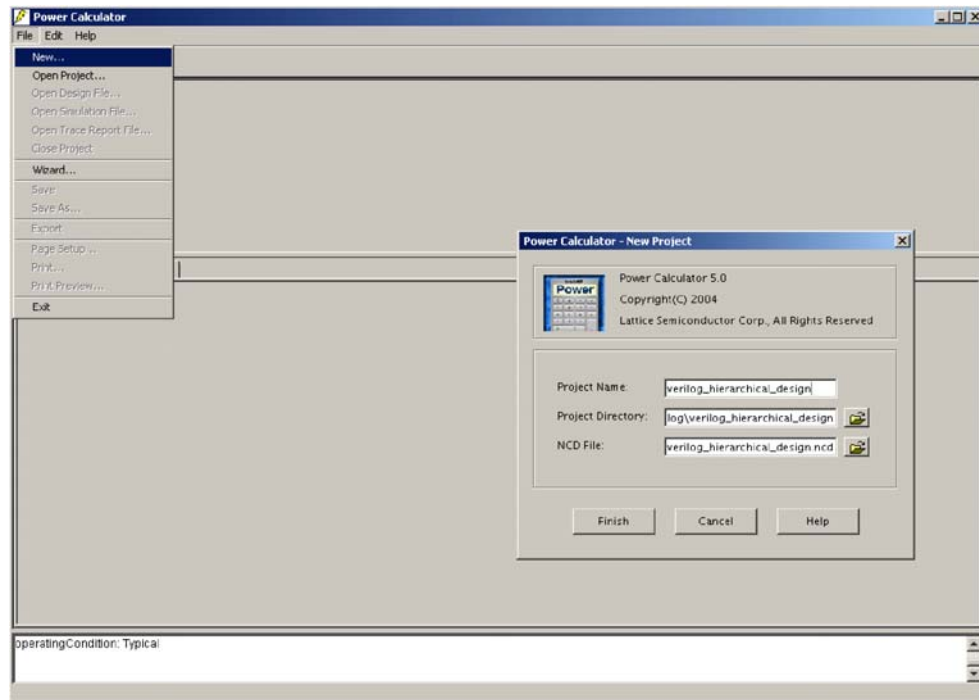 Power Calculator
File Edit Help
New...
Open Project...
Open Design File...
Open Simulation File...
Open Trace Report File...
Close Project
Wizard...
Save
Save As...
Export
Page Setup ...
Print...
Print Preview...
Exit
Power Calculator - New Project
Power
Power Calculator 5.0
Copyright(C) 2004
Lattice Semiconductor Corp., All Rights Reserved
Project Name: verilog_hierarchical_design
Project Directory: log\verilog_hierarchical_design
NCD File: verilog_hierarchical_design.ncd
Finish Cancel Help
operatingCondition: Typical